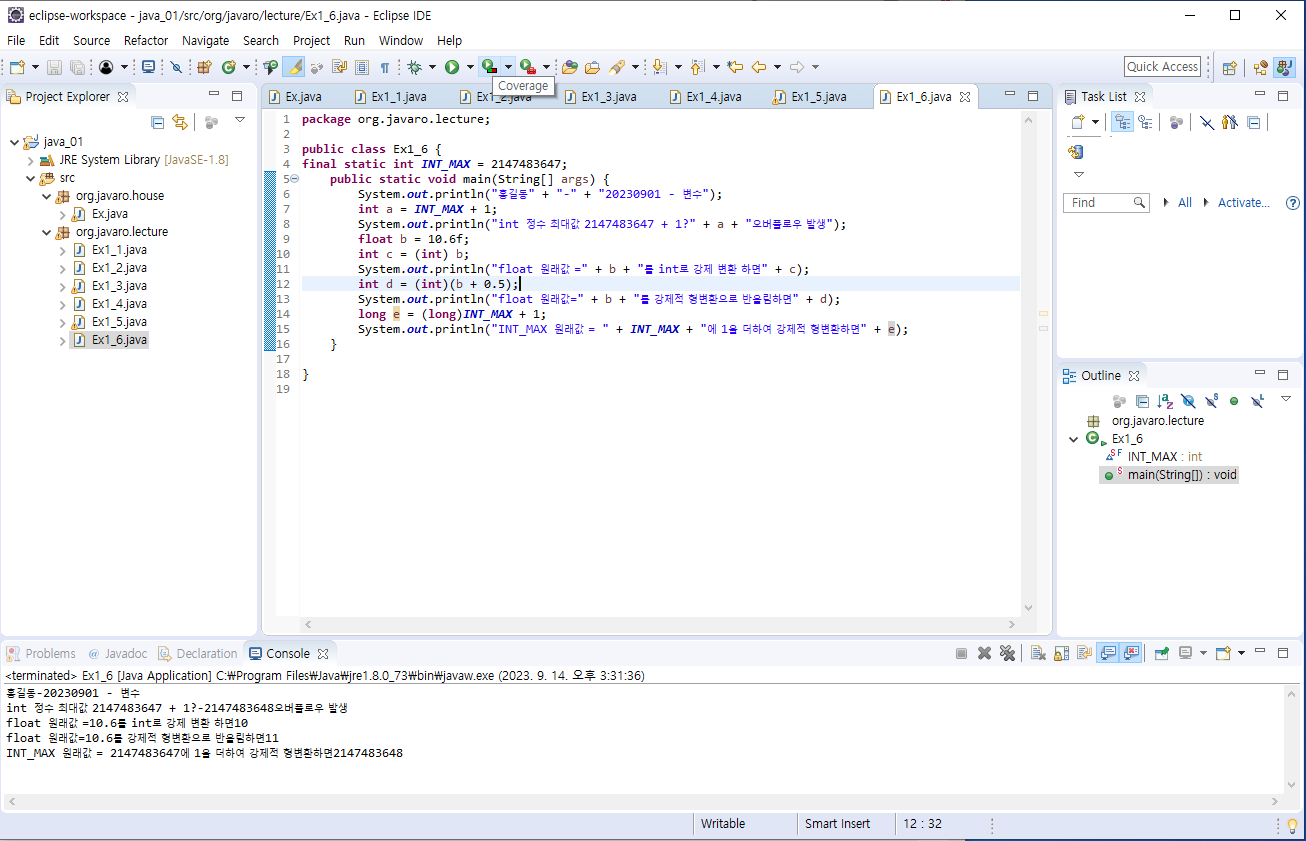 eclipse-workspace - java_01/src/org/javaro/lecture/Ex1_6.java - Eclipse IDE
File Edit Source Refactor Navigate Search Project Run Window Help
Quick Access
Coverage
Project Explorer
java_01
JRE System Library [JavaSE-1.8]
src
org.javaro.house
Ex.java
org.javaro.lecture
Ex1_1.java
Ex1_2.java
Ex1_3.java
Ex1_4.java
Ex1_5.java
Ex1_6.java
Ex.java Ex1_1.java Ex1_2.java Ex1_3.java Ex1_4.java Ex1_5.java Ex1_6.java
1 package org.javaro.lecture;
2
3 public class Ex1_6 {
4 final static int INT_MAX = 2147483647;
5 public static void main(String[] args) {
6 System.out.println("홍길동" + "-" + "20230901 - 변수");
7 int a = INT_MAX + 1;
8 System.out.println("int 정수 최대값 2147483647 + 1?" + a + "오버플로우 발생");
9 float b = 10.6f;
10 int c = (int) b;
11 System.out.println("float 원래값 =" + b + "를 int로 강제 변환 하면" + c);
12 int d = (int)(b + 0.5);
13 System.out.println("float 원래값=" + b + "를 강제적 형변환으로 반올림하면" + d);
14 long e = (long)INT_MAX + 1;
15 System.out.println("INT_MAX 원래값 = " + INT_MAX + "에 1을 더하여 강제적 형변환하면" + e);
16 }
17
18 }
19
Task List
Find All Activate...
Outline
org.javaro.lecture
Ex1_6
INT_MAX : int
main(String[]) : void
Problems @ Javadoc Declaration Console
<terminated> Ex1_6 [Java Application] C:₩Program Files₩Java₩jre1.8.0_73₩bin₩javaw.exe (2023. 9. 14. 오후 3:31:36)
홍길동-20230901 - 변수
int 정수 최대값 2147483647 + 1?-2147483648오버플로우 발생
float 원래값 =10.6를 int로 강제 변환 하면10
float 원래값=10.6를 강제적 형변환으로 반올림하면11
INT_MAX 원래값 = 2147483647에 1을 더하여 강제적 형변환하면2147483648
Writable Smart Insert 12 : 32